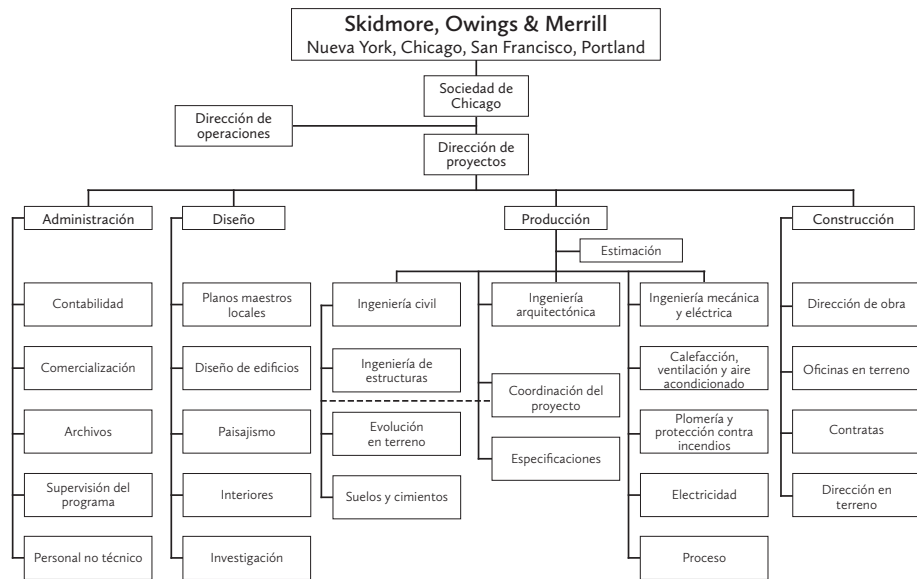 Skidmore, Owings & Merrill
Nueva York, Chicago, San Francisco, Portland
Sociedad de
Chicago
Dirección de
operaciones
Dirección de
proyectos
Administración
Diseño
Producción
Construcción
Estimación
Contabilidad
Planos maestros
locales
Ingeniería civil
Ingeniería
arquitectónica
Ingeniería mecánica
y eléctrica
Dirección de obra
Comercialización
Diseño de edificios
Ingeniería de
estructuras
Coordinación del
proyecto
Calefacción,
ventilación y aire
acondicionado
Oficinas en terreno
Archivos
Paisajismo
Evolución
en terreno
Especificaciones
Plomería y
protección contra
incendios
Contratas
Supervisión del
programa
Interiores
Suelos y cimientos
Electricidad
Dirección en
terreno
Personal no técnico
Investigación
Proceso